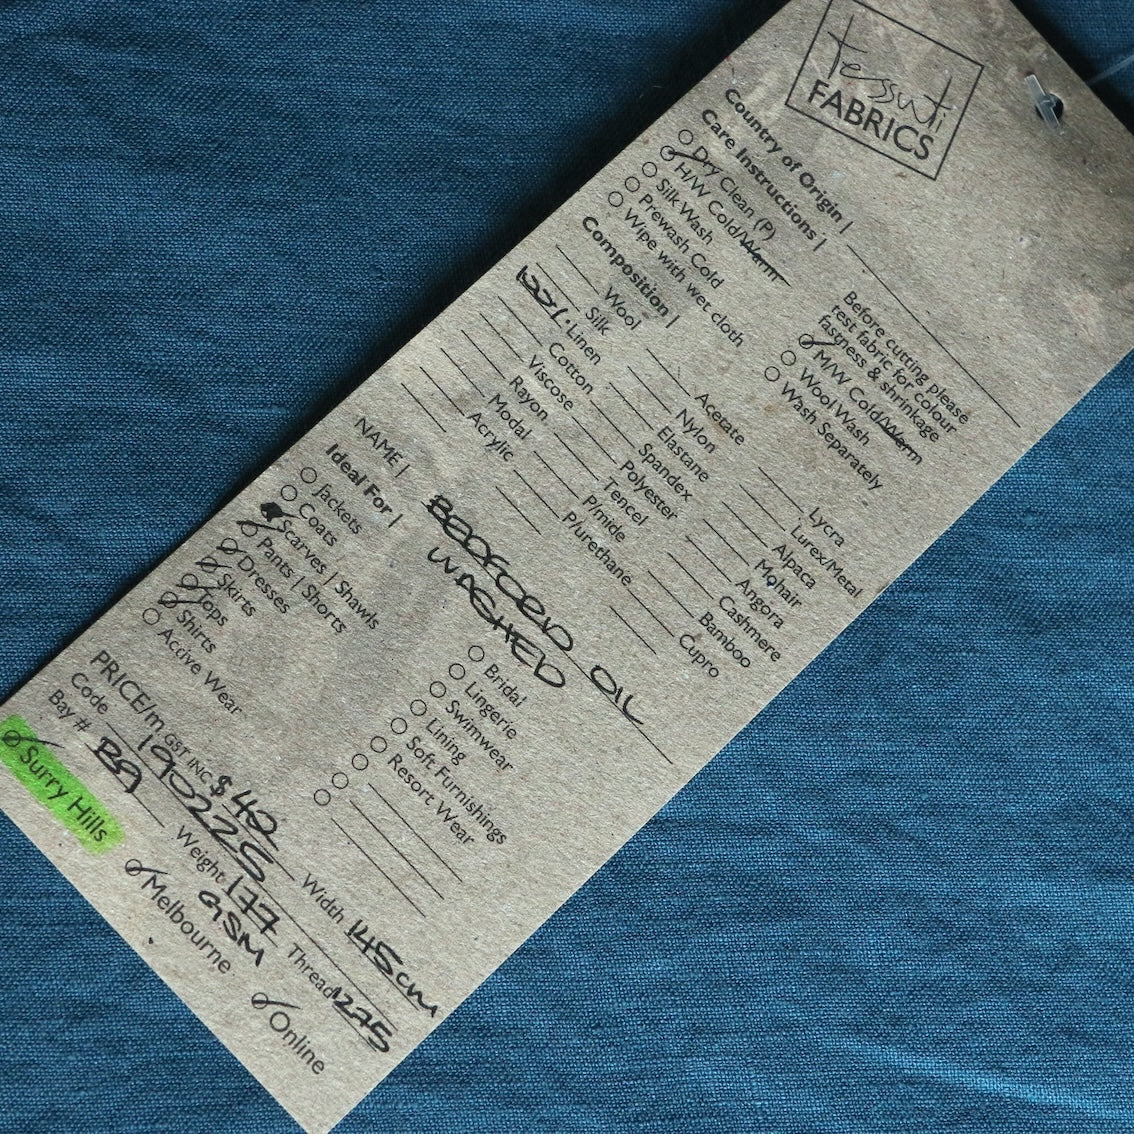 tessuti
FABRICS
Country of Origin |
Care Instructions |
Dry Clean (P)
H/W Cold/Warm
Silk Wash
Prewash Cold
Wipe with wet cloth
Before cutting please
test fabric for colour
fastness & shrinkage
M/W Cold/Warm
Wool Wash
Wash Separately
Composition |
Wool
Silk
100% Linen
Cotton
Viscose
Rayon
Modal
Acrylic
Acetate
Nylon
Elastane
Spandex
Polyester
Tencel
P/mide
P/urethane
Lycra
Lurex/Metal
Alpaca
Mohair
Angora
Cashmere
Bamboo
Cupro
NAME | BEDFORD OIL
WASHED
Ideal For |
Jackets
Coats
Scarves | Shawls
Pants | Shorts
Dresses
Skirts
Tops
Shirts
Active Wear
Bridal
Lingerie
Swimwear
Lining
Soft Furnishings
Resort Wear
PRICE/m GST INC. $40
Code 190225 Width 145cm
Bay # B9 Weight 177 GSM Thread 1275
Surry Hills
Melbourne
Online